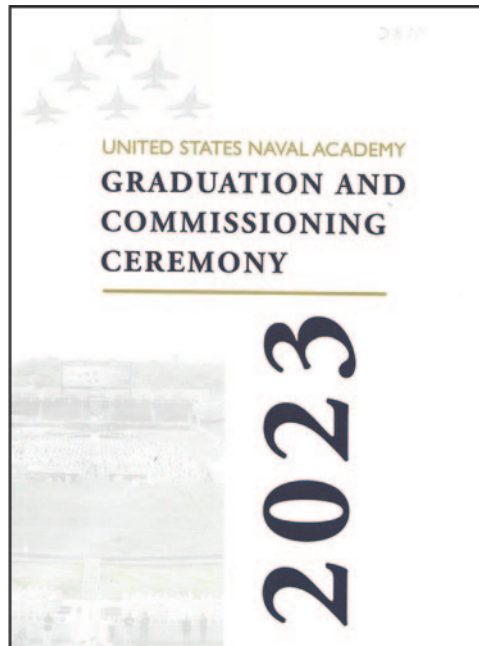 UNITED STATES NAVAL ACADEMY
GRADUATION AND
COMMISSIONING
CEREMONY
2023